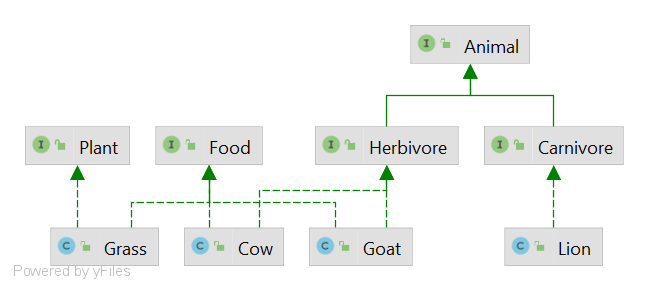 I Animal
I Plant
I Food
I Herbivore
I Carnivore
C Grass
C Cow
C Goat
C Lion
Powered by yFiles